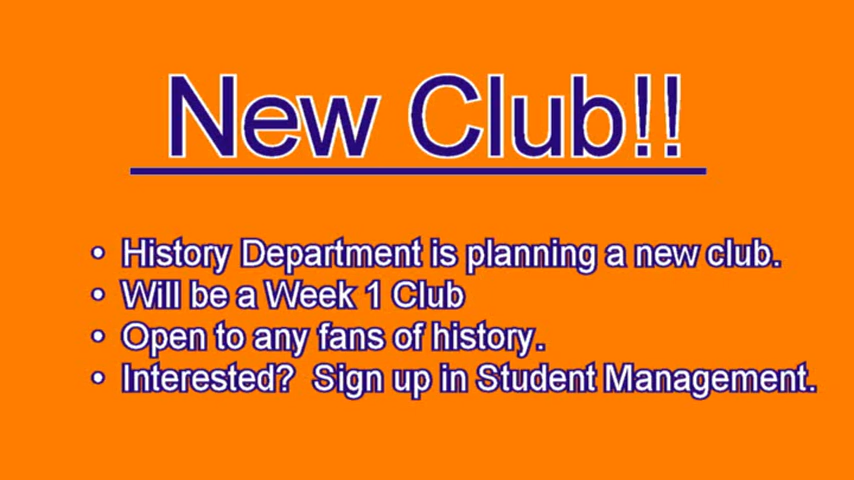 New Club!!
• History Department is planning a new club.
• Will be a Week 1 Club
• Open to any fans of history.
• Interested?  Sign up in Student Management.